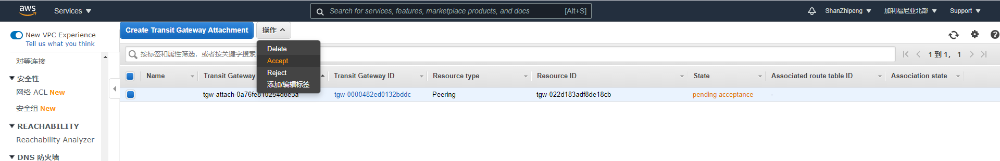 aws
Services
Search for services, features, marketplace products, and docs
[Alt+S]
ShanZhipeng
加利福尼亚北部
Support
New VPC Experience
Tell us what you think
对等连接
安全性
网络 ACL New
安全组 New
REACHABILITY
Reachability Analyzer
DNS 防火墙
Create Transit Gateway Attachment
操作
Delete
Accept
Reject
添加/编辑标签
按标签和属性筛选，或者按关键字搜索
1 到 1， 1
Name
Transit Gateway
Transit Gateway ID
Resource type
Resource ID
State
Associated route table ID
Association state
tgw-attach-0a76fe810254d8e3a
tgw-0000482ed0132bddc
Peering
tgw-022d183adf8de18cb
pending acceptance
-